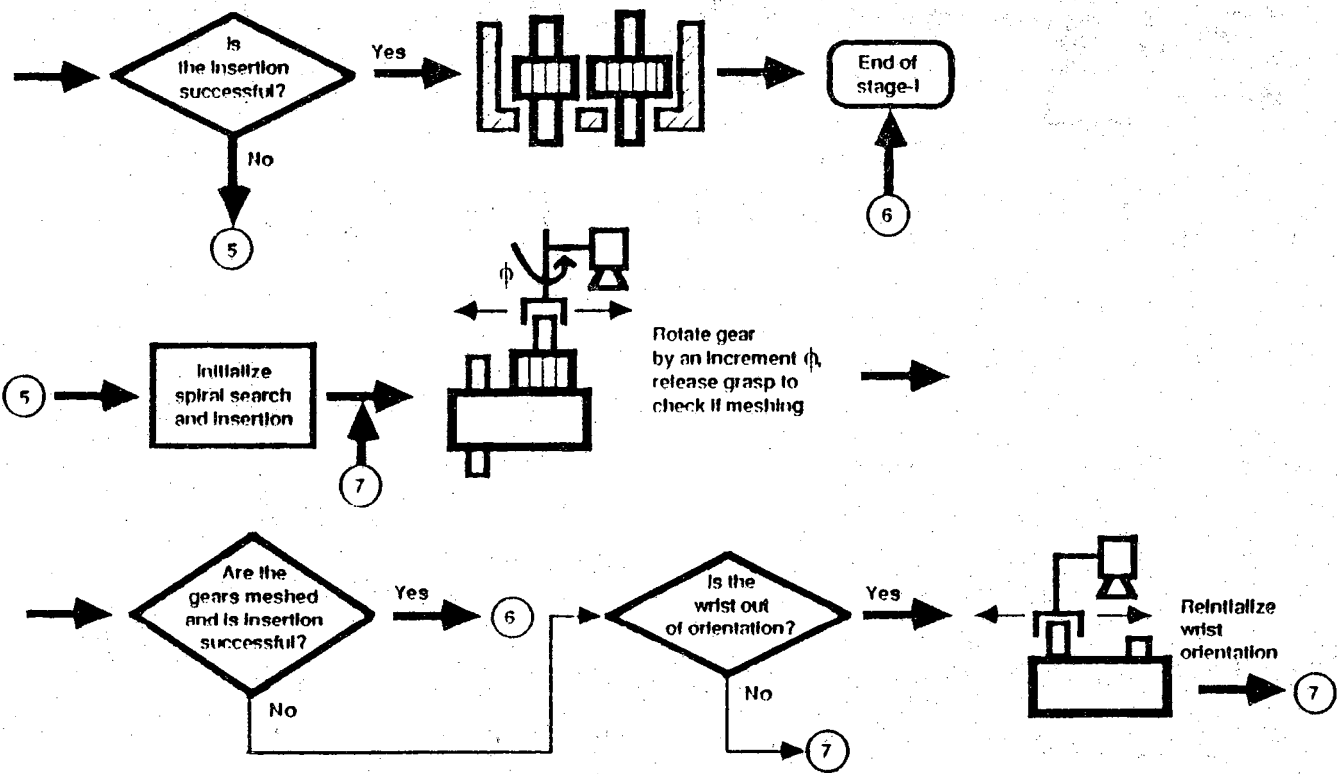 Is
the insertion
successful?
Yes
No
5
End of
stage-I
6
5
Initialize
spiral search
and insertion
7
ϕ
Rotate gear
by an increment ϕ,
release grasp to
check if meshing
Are the
gears meshed
and is insertion
successful?
Yes
6
No
Is the
wrist out
of orientation?
Yes
No
7
Reintialize
wrist
orientation
7